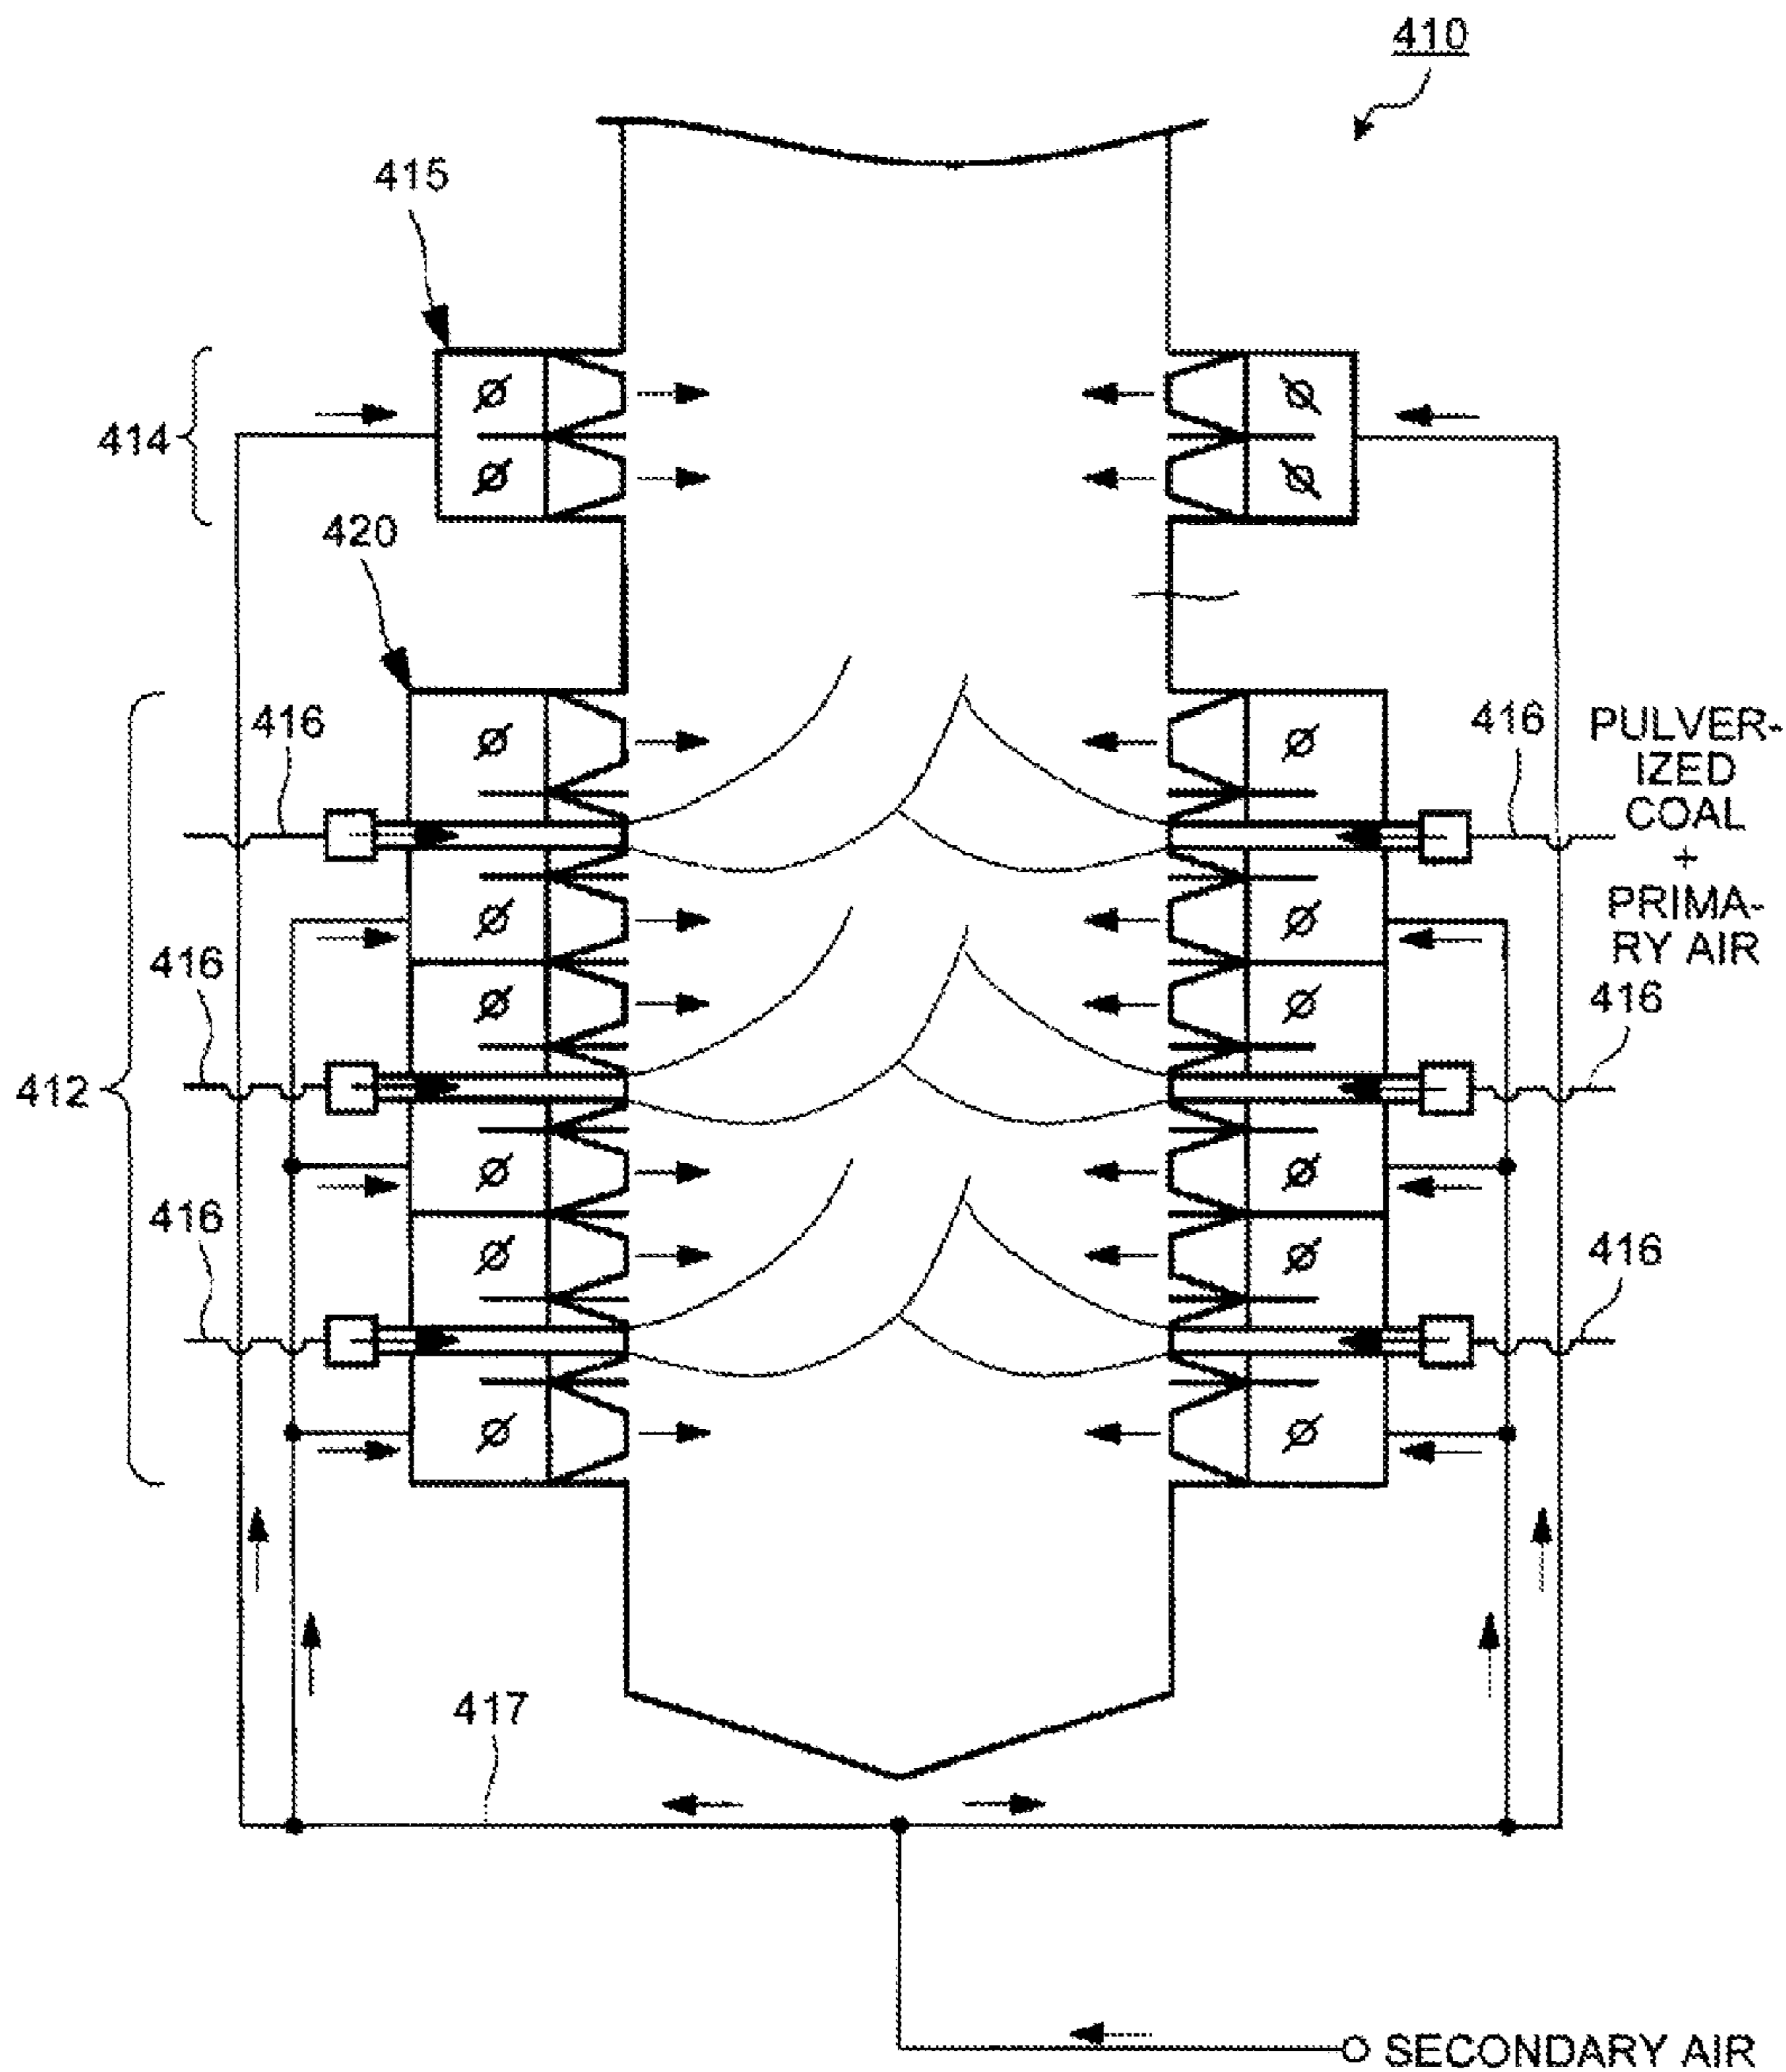 410
415
414
420
416
416
PULVER-
IZED
COAL
+
PRIMA-
RY AIR
416
416
412
416
416
417
SECONDARY AIR